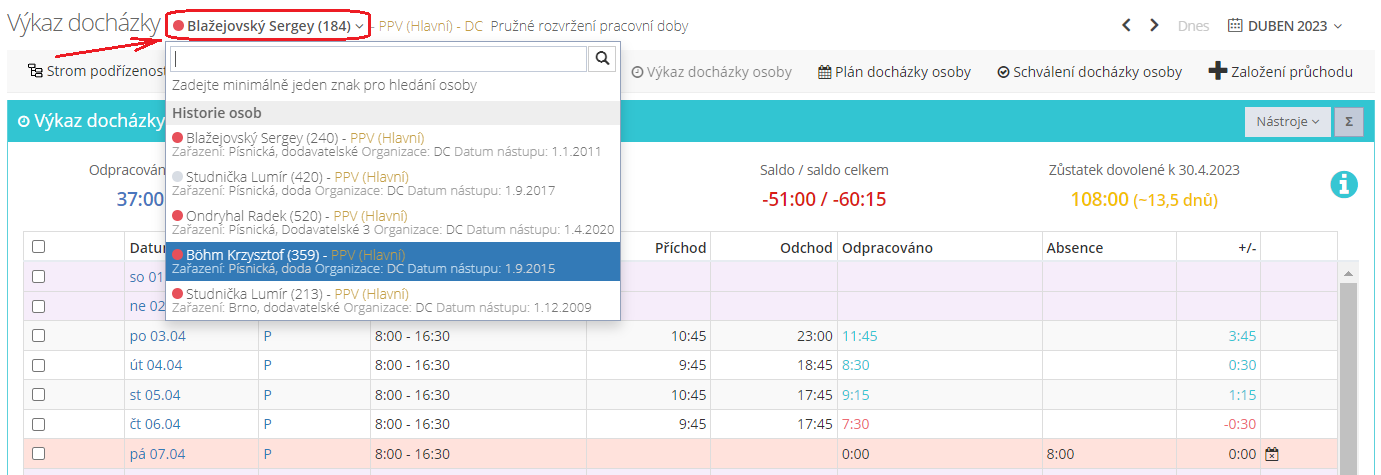 Výkaz docházky Blažejovský Sergey (184) - PPV (Hlavní) - DC Pružné rozvržení pracovní doby Dnes DUBEN 2023
Strom podřízenost Výkaz docházky osoby Plán docházky osoby Schválení docházky osoby Založení průchodu
Zadejte minimálně jeden znak pro hledání osoby
Historie osob
Blažejovský Sergey (240) - PPV (Hlavní)
Zařazení: Písnická, dodavatelské Organizace: DC Datum nástupu: 1.1.2011
Studnička Lumír (420) - PPV (Hlavní)
Zařazení: Písnická, doda Organizace: DC Datum nástupu: 1.9.2017
Ondryhal Radek (520) - PPV (Hlavní)
Zařazení: Písnická, Dodavatelské 3 Organizace: DC Datum nástupu: 1.4.2020
Böhm Krzysztof (359) - PPV (Hlavní)
Zařazení: Písnická, doda Organizace: DC Datum nástupu: 1.9.2015
Studnička Lumír (213) - PPV (Hlavní)
Zařazení: Brno, dodavatelské Organizace: DC Datum nástupu: 1.12.2009
Výkaz docházky Nástroje Σ
Odpracován Saldo / saldo celkem Zůstatek dovolené k 30.4.2023
37:00 -51:00 / -60:15 108:00 (~13,5 dnů)
Datu Příchod Odchod Odpracováno Absence +/-
so 01
ne 02
po 03.04 P 8:00 - 16:30 10:45 23:00 11:45 3:45
út 04.04 P 8:00 - 16:30 9:45 18:45 8:30 0:30
st 05.04 P 8:00 - 16:30 10:45 17:45 9:15 1:15
čt 06.04 P 8:00 - 16:30 9:45 17:45 7:30 -0:30
pá 07.04 P 8:00 - 16:30 0:00 8:00 0:00